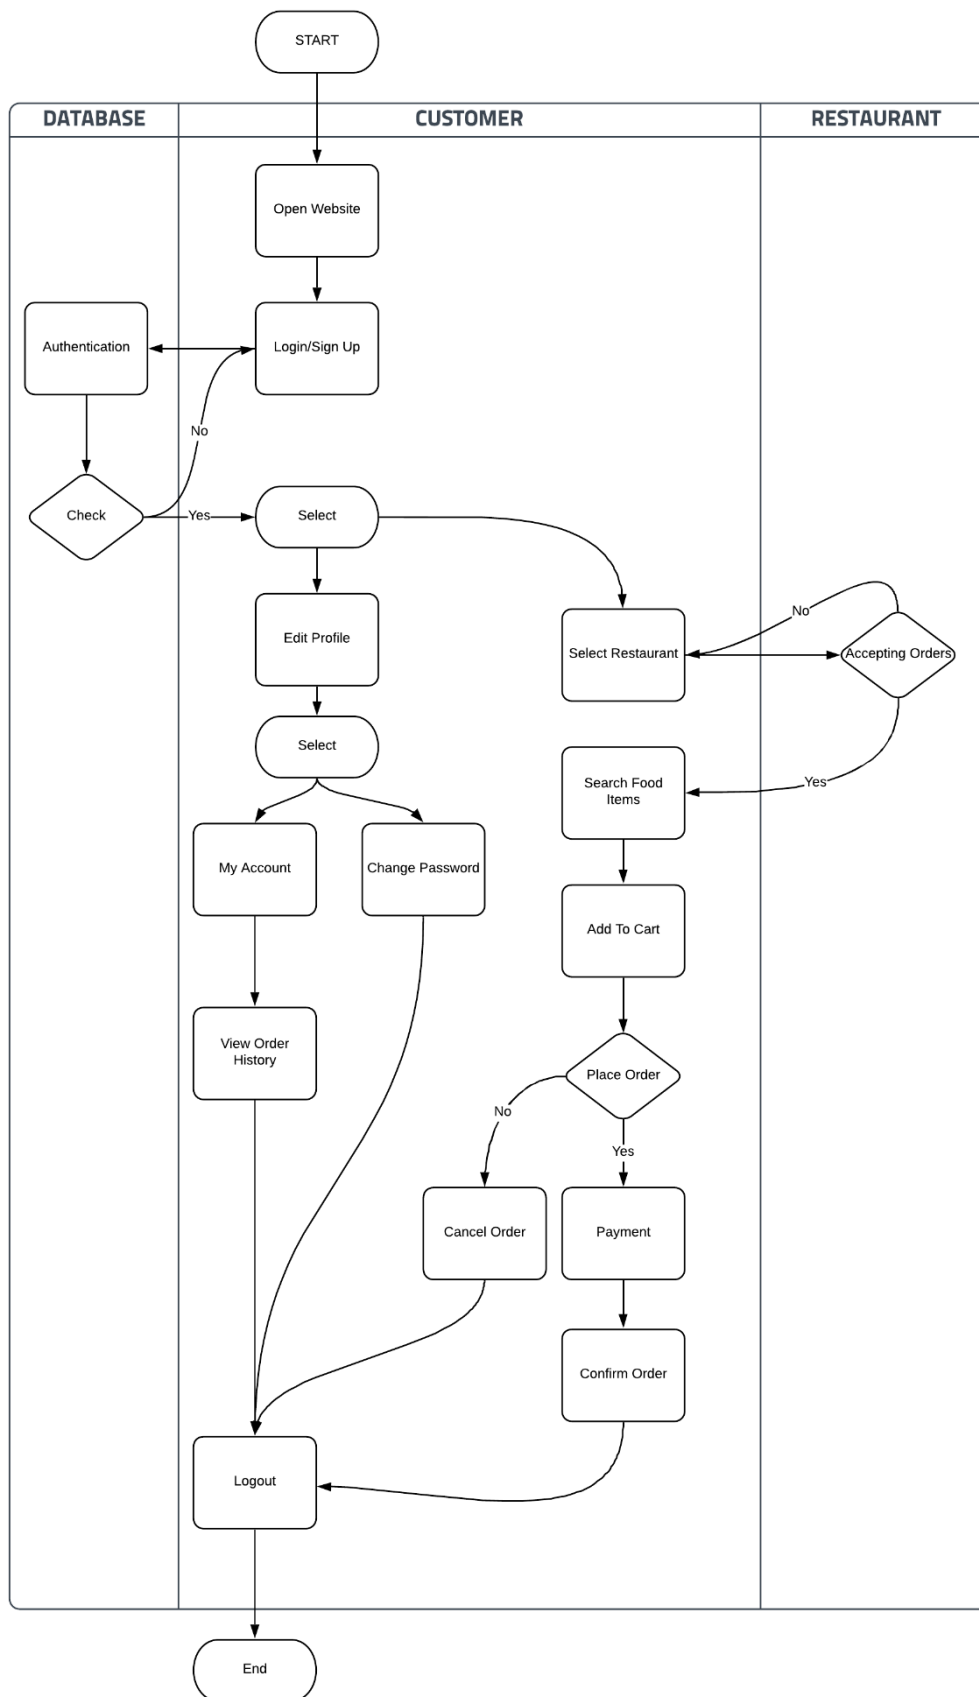 START
DATABASE
CUSTOMER
RESTAURANT
Open Website
Authentication
Login/Sign Up
No
Check
Yes
Select
No
Edit Profile
Select Restaurant
Accepting Orders
Select
Search Food
Items
Yes
My Account
Change Password
Add To Cart
View Order
History
Place Order
No
Yes
Cancel Order
Payment
Confirm Order
Logout
End